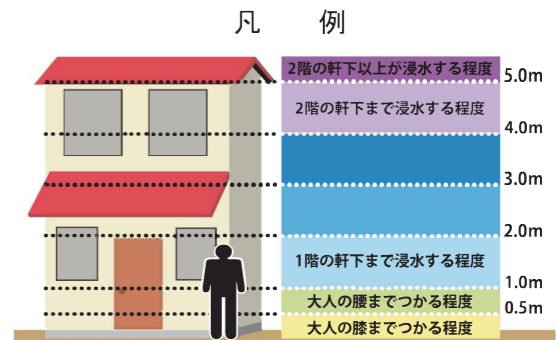 凡 例
2階の軒下以上が浸水する程度
5.0m
2階の軒下まで浸水する程度
4.0m
3.0m
2.0m
1階の軒下まで浸水する程度
1.0m
大人の腰までつかる程度
0.5m
大人の膝までつかる程度